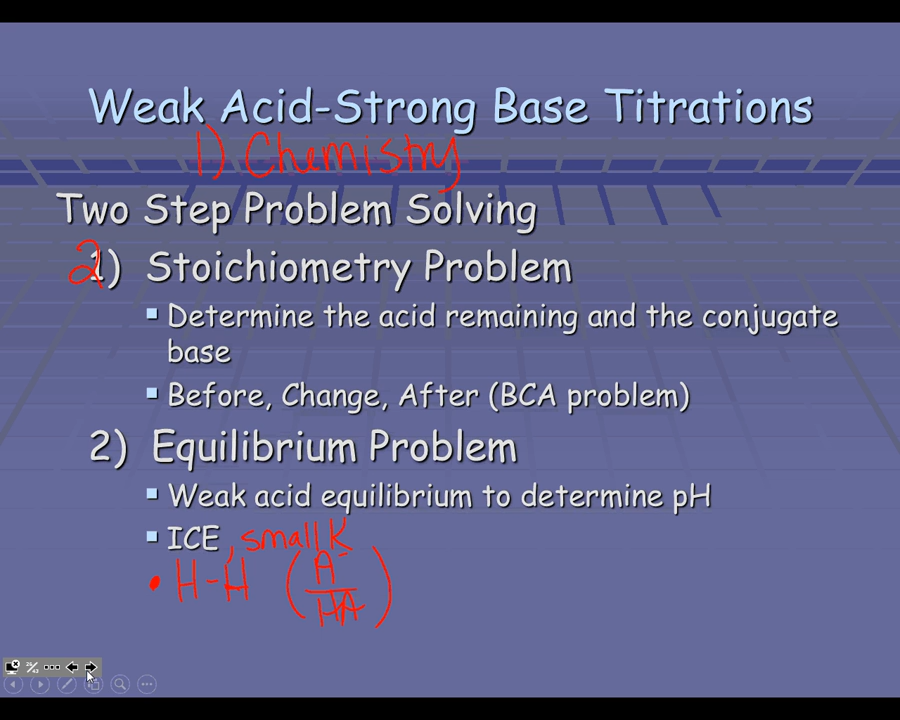 Weak Acid-Strong Base Titrations
1) Chemistry
Two Step Problem Solving
2
1) Stoichiometry Problem
Determine the acid remaining and the conjugate
base
Before, Change, After (BCA problem)
2) Equilibrium Problem
Weak acid equilibrium to determine pH
ICE , small K
• H-H (A⁻/HA)
28/43